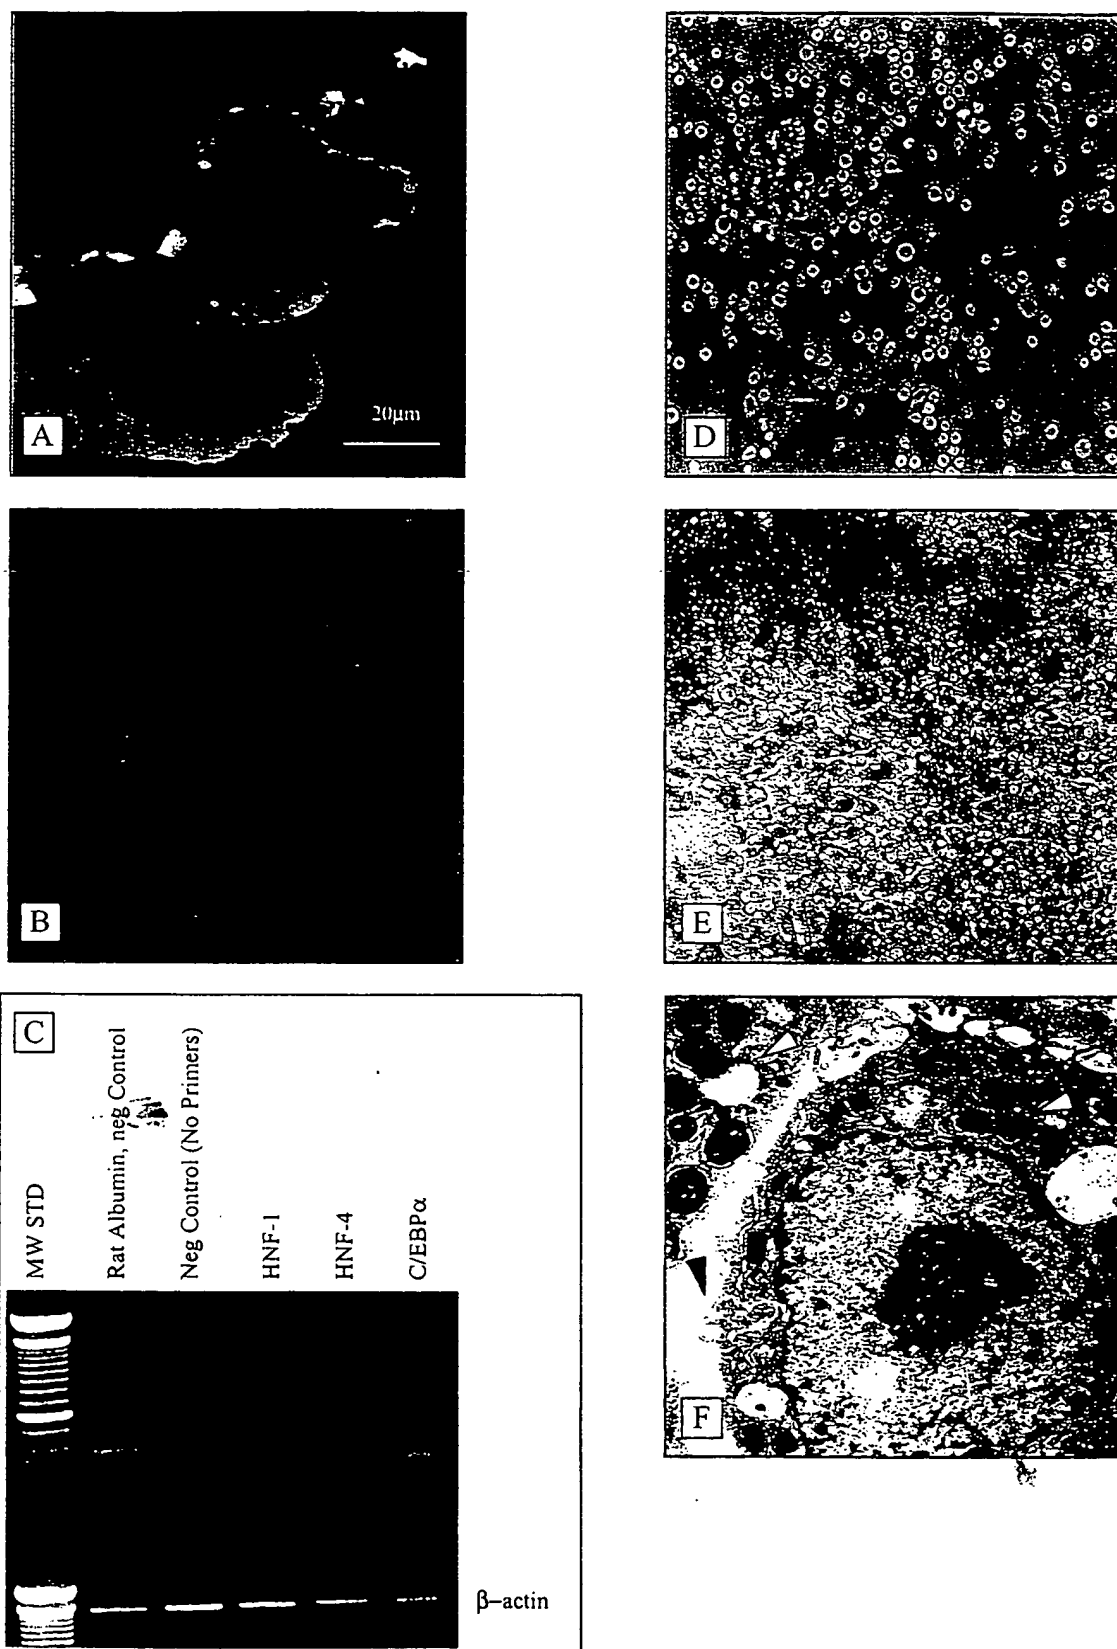 A
20μm
B
C
MW STD
Rat Albumin, neg Control
Neg Control (No Primers)
HNF-1
HNF-4
C/EBPα
β–actin
D
E
F